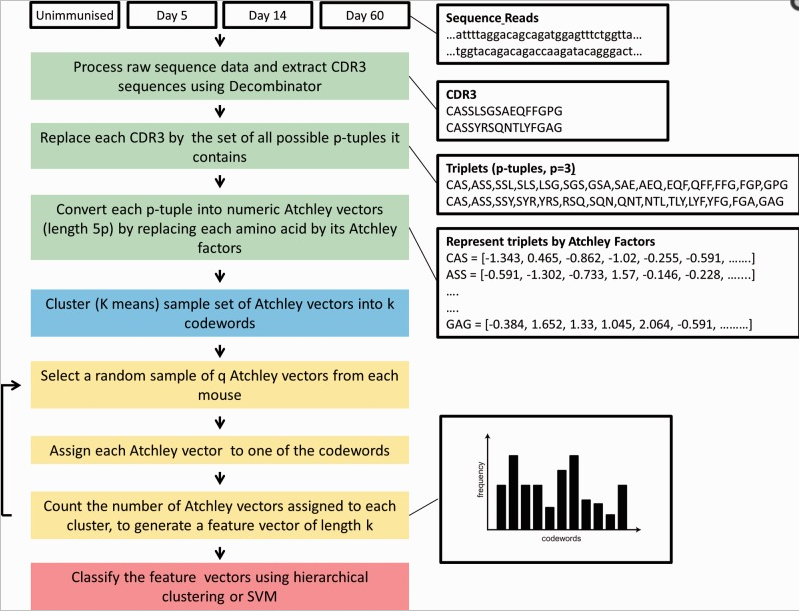 Unimmunised
Day 5
Day 14
Day 60
Sequence_Reads
...attttaggacagcagatggagtttctggtta...
...tggtacagacagaccaagatacagggact...
Process raw sequence data and extract CDR3
sequences using Decombinator
CDR3
CASSLSGSAEQFFGPG
CASSYRSQNTLYFGAG
Replace each CDR3 by the set of all possible p-tuples it
contains
Triplets (p-tuples, p=3)
CAS,ASS,SSL,SLS,LSG,SGS,GSA,SAE,AEQ,EQF,QFF,FFG,FGP,GPG
CAS,ASS,SSY,SYR,YRS,RSQ,SQN,QNT,NTL,TLY,LYF,YFG,FGA,GAG
Convert each p-tuple into numeric Atchley vectors
(length 5p) by replacing each amino acid by its Atchley
factors
Represent triplets by Atchley Factors
CAS = [-1.343, 0.465, -0.862, -1.02, -0.255, -0.591, .......]
ASS = [-0.591, -1.302, -0.733, 1.57, -0.146, -0.228, .......]
....
....
GAG = [-0.384, 1.652, 1.33, 1.045, 2.064, -0.591, .........]
Cluster (K means) sample set of Atchley vectors into k
codewords
Select a random sample of q Atchley vectors from each
mouse
Assign each Atchley vector to one of the codewords
Count the number of Atchley vectors assigned to each
cluster, to generate a feature vector of length k
frequency
codewords
Classify the feature vectors using hierarchical
clustering or SVM